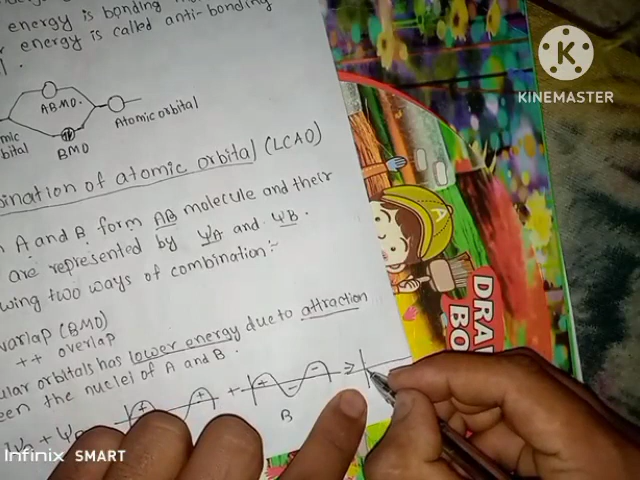 energy is bonding
energy is called anti-bonding
ABMO.
Atomic orbital
BMO
bination of atomic orbital (LCAO)
A and B form AB molecule and their
are represented by ΨA and ΨB.
wing two ways of combination:-
varlap (BMO)
++ overlap
ular orbitals has lower energy due to attraction
een the nuclei of A and B.
+ + + + - ⇒
B
KINEMASTER
A
DRA
BO
Infinix SMART